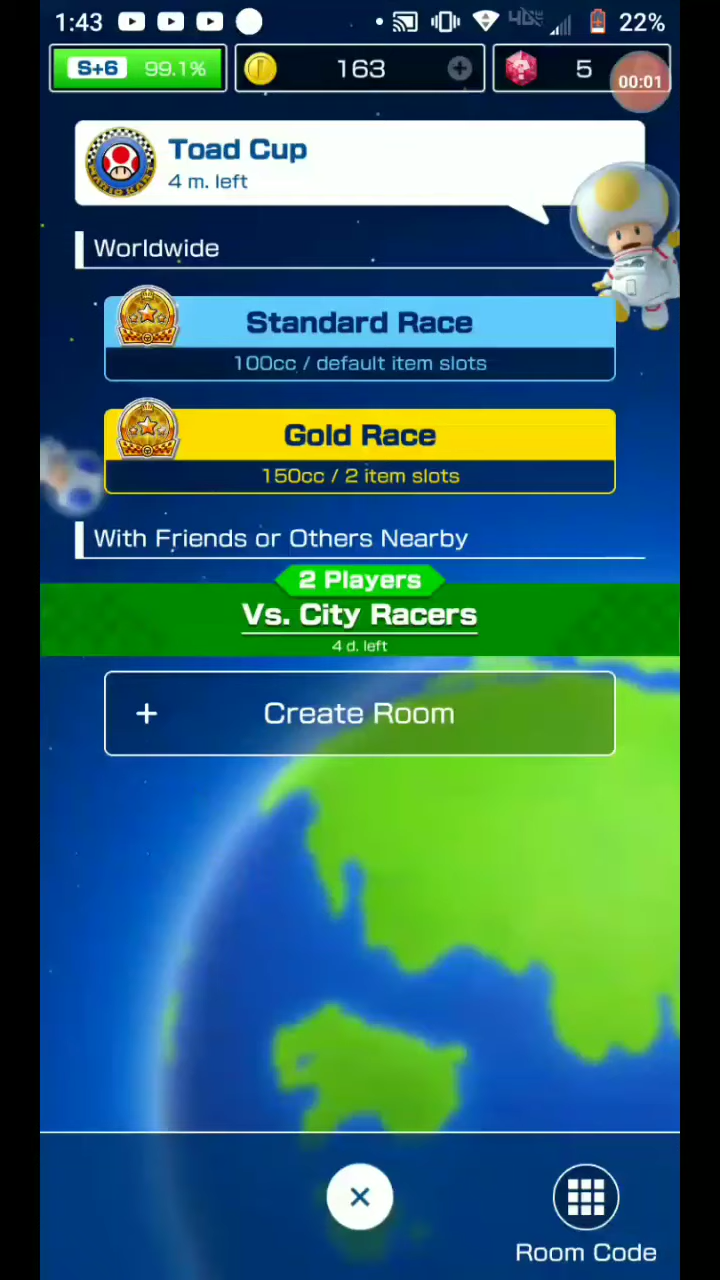 1:43
22%
S+6 99.1%
163 +
5
00:01
Toad Cup
4 m. left
Worldwide
Standard Race
100cc / default item slots
Gold Race
150cc / 2 item slots
With Friends or Others Nearby
2 Players
Vs. City Racers
4 d. left
+ Create Room
Room Code